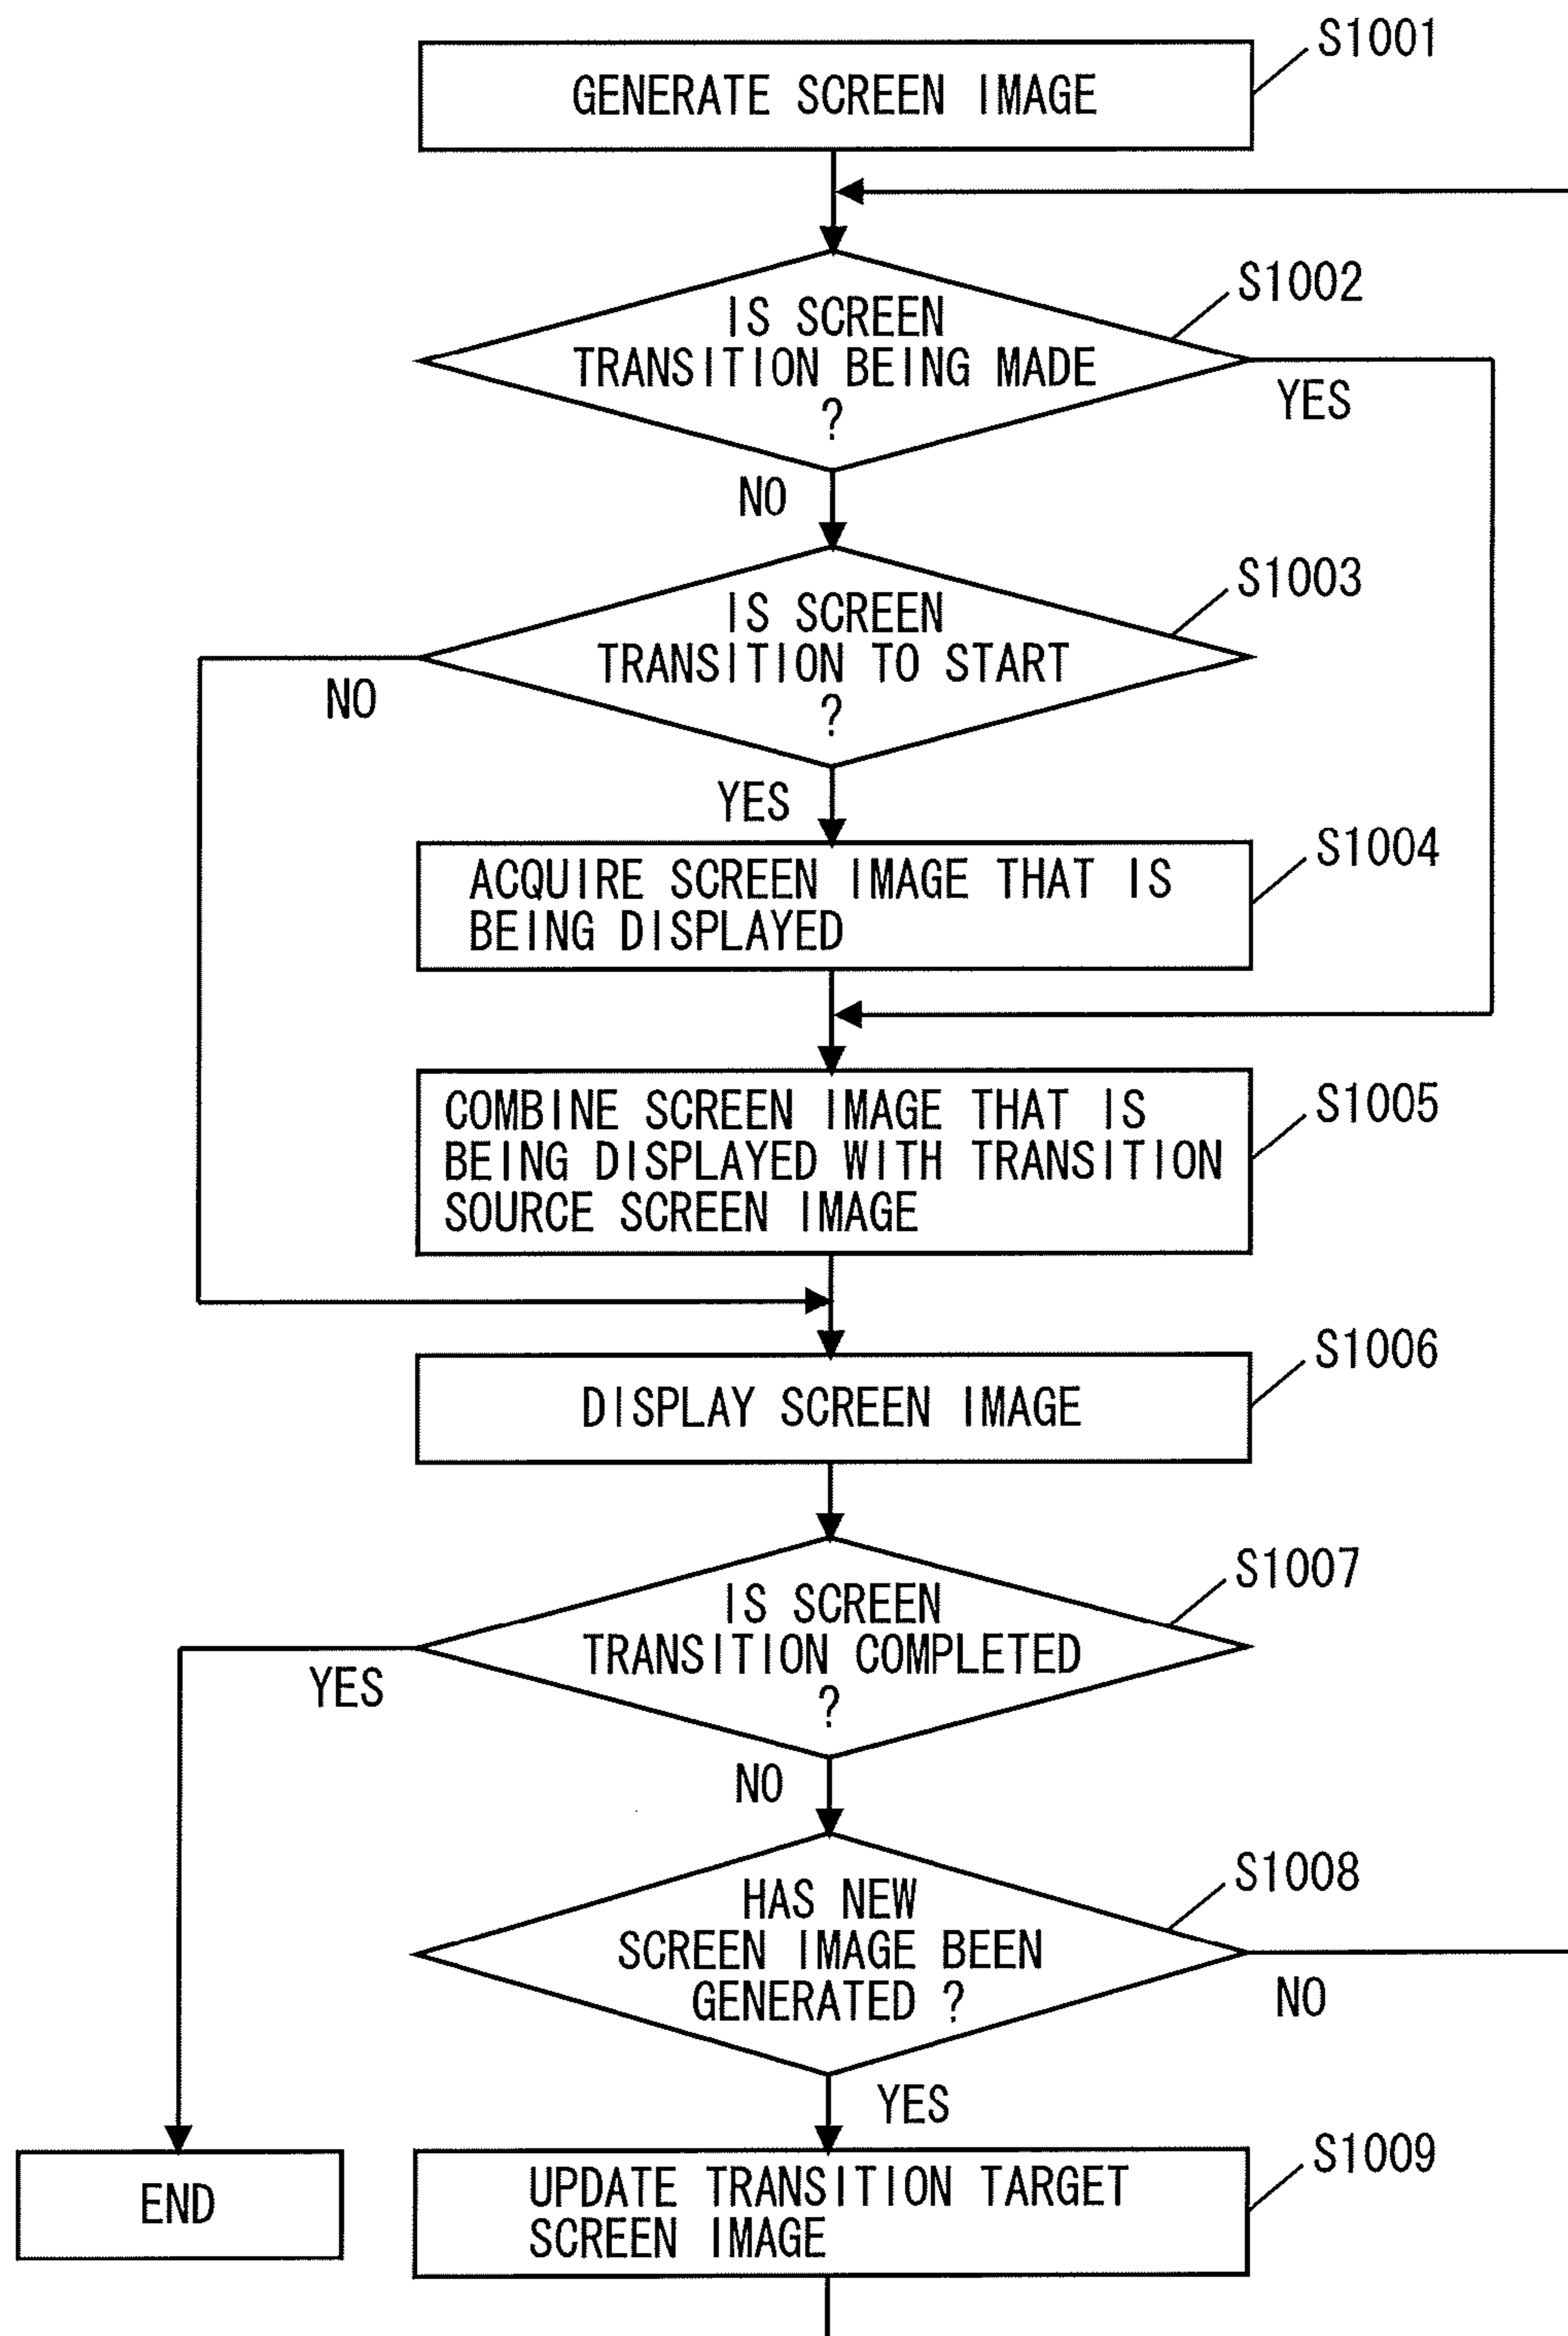 S1001
GENERATE SCREEN IMAGE
S1002
IS SCREEN
TRANSITION BEING MADE
?
YES
NO
S1003
IS SCREEN
TRANSITION TO START
?
NO
YES
S1004
ACQUIRE SCREEN IMAGE THAT IS
BEING DISPLAYED
S1005
COMBINE SCREEN IMAGE THAT IS
BEING DISPLAYED WITH TRANSITION
SOURCE SCREEN IMAGE
S1006
DISPLAY SCREEN IMAGE
S1007
IS SCREEN
TRANSITION COMPLETED
?
YES
NO
S1008
HAS NEW
SCREEN IMAGE BEEN
GENERATED ?
NO
YES
S1009
END
UPDATE TRANSITION TARGET
SCREEN IMAGE